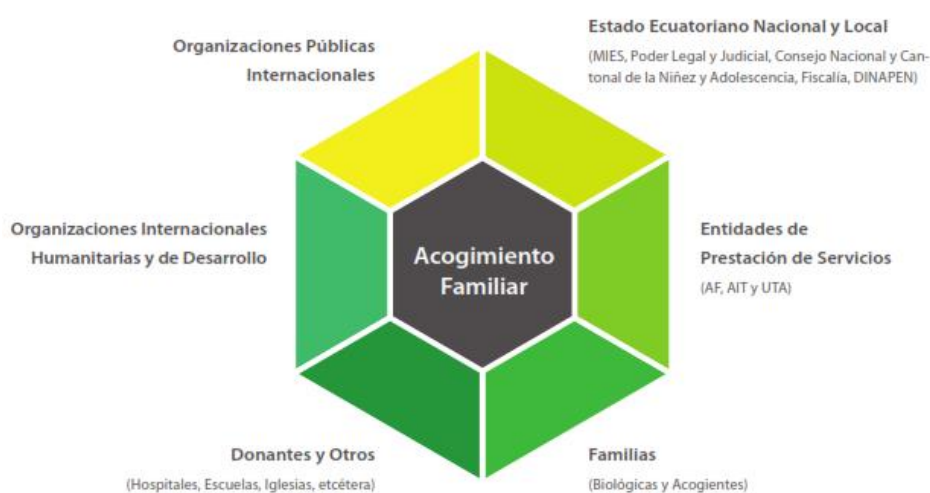 Organizaciones Públicas
Internacionales
Estado Ecuatoriano Nacional y Local
(MIES, Poder Legal y Judicial, Consejo Nacional y Can-
tonal de la Niñez y Adolescencia, Fiscalía, DINAPEN)
Organizaciones Internacionales
Humanitarias y de Desarrollo
Acogimiento
Familiar
Entidades de
Prestación de Servicios
(AF, AIT y UTA)
Donantes y Otros
(Hospitales, Escuelas, Iglesias, etcétera)
Familias
(Biológicas y Acogientes)